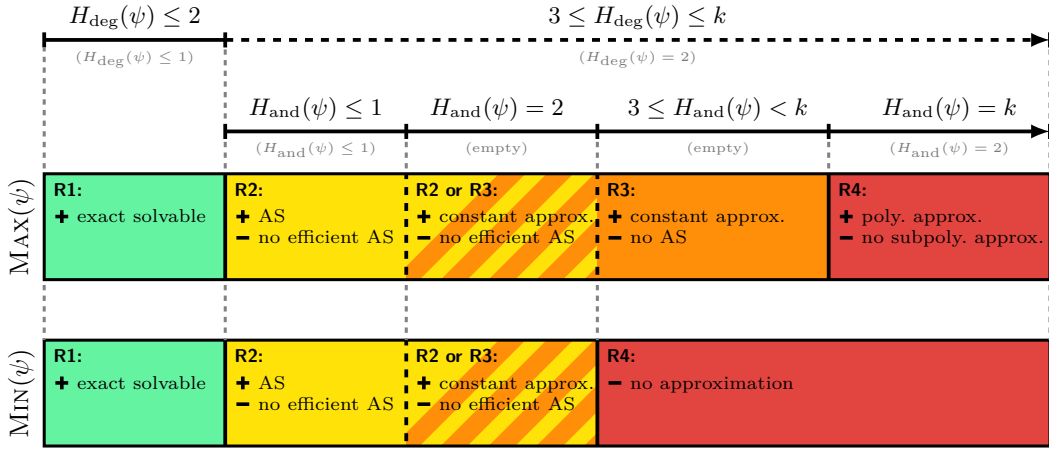 H_deg(ψ) ≤ 2 3 ≤ H_deg(ψ) ≤ k
(H_deg(ψ) ≤ 1) (H_deg(ψ) = 2)
H_and(ψ) ≤ 1 H_and(ψ) = 2 3 ≤ H_and(ψ) < k H_and(ψ) = k
(H_and(ψ) ≤ 1) (empty) (empty) (H_and(ψ) = 2)
MAX(ψ)
R1: R2: R2 or R3: R3: R4:
+ exact solvable + AS + constant approx. + constant approx. + poly. approx.
− no efficient AS − no efficient AS − no AS − no subpoly. approx.
MIN(ψ)
R1: R2: R2 or R3: R4:
+ exact solvable + AS + constant approx. − no approximation
− no efficient AS − no efficient AS